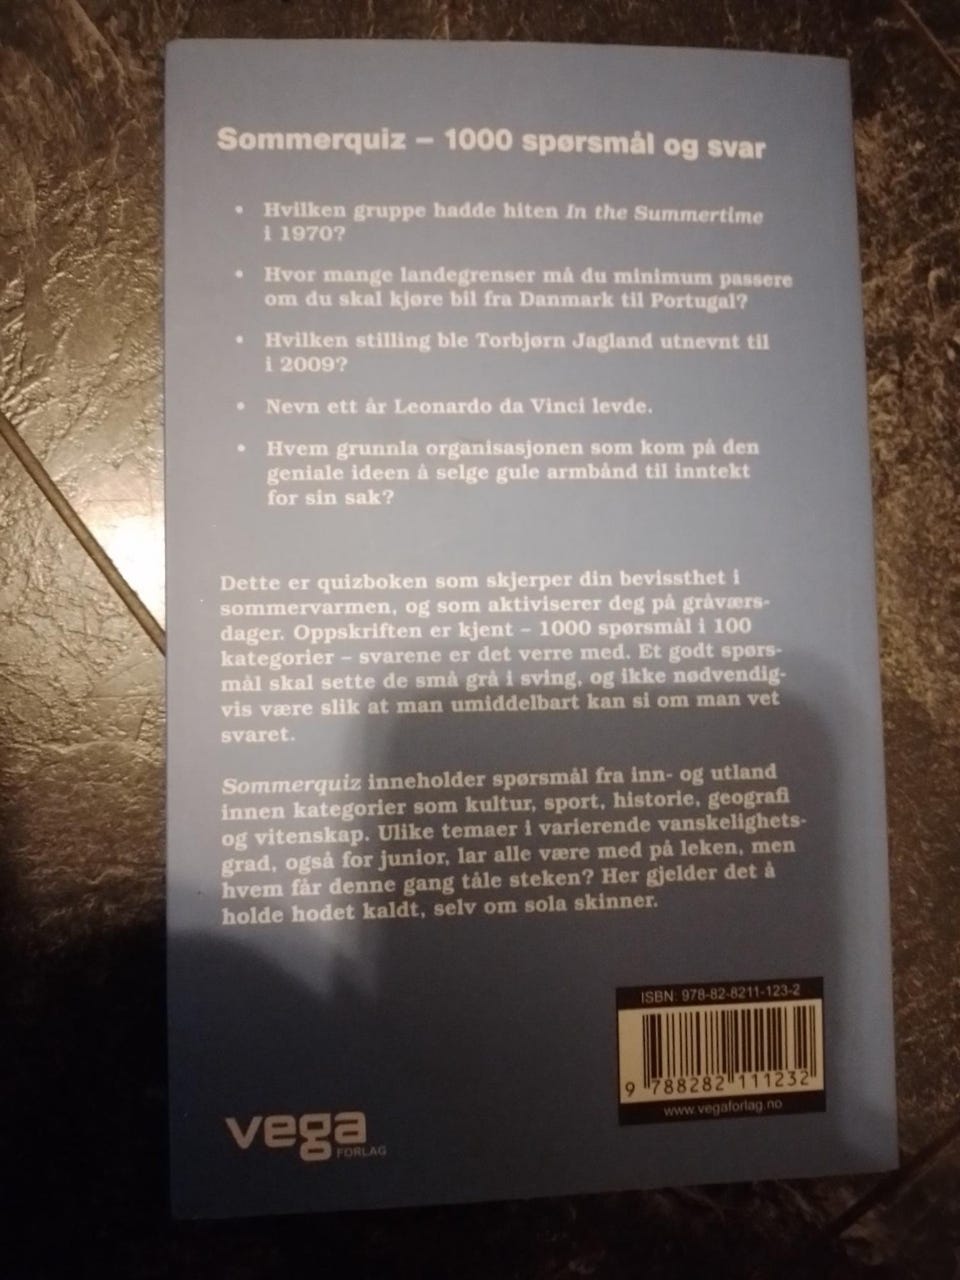 Sommerquiz – 1000 spørsmål og svar
• Hvilken gruppe hadde hiten In the Summertime
i 1970?
• Hvor mange landegrenser må du minimum passere
om du skal kjøre bil fra Danmark til Portugal?
• Hvilken stilling ble Torbjørn Jagland utnevnt til
i 2009?
• Nevn ett år Leonardo da Vinci levde.
• Hvem grunnla organisasjonen som kom på den
geniale ideen å selge gule armbånd til inntekt
for sin sak?
Dette er quizboken som skjerper din bevissthet i
sommervarmen, og som aktiviserer deg på gråværs-
dager. Oppskriften er kjent – 1000 spørsmål i 100
kategorier – svarene er det verre med. Et godt spørs-
mål skal sette de små grå i sving, og ikke nødvendig-
vis være slik at man umiddelbart kan si om man vet
svaret.
Sommerquiz inneholder spørsmål fra inn- og utland
innen kategorier som kultur, sport, historie, geografi
og vitenskap. Ulike temaer i varierende vanskelighets-
grad, også for junior, lar alle være med på leken, men
hvem får denne gang tåle steken? Her gjelder det å
holde hodet kaldt, selv om sola skinner.
ISBN: 978-82-8211-123-2
9 788282 111232
www.vegaforlag.no
vega
FORLAG